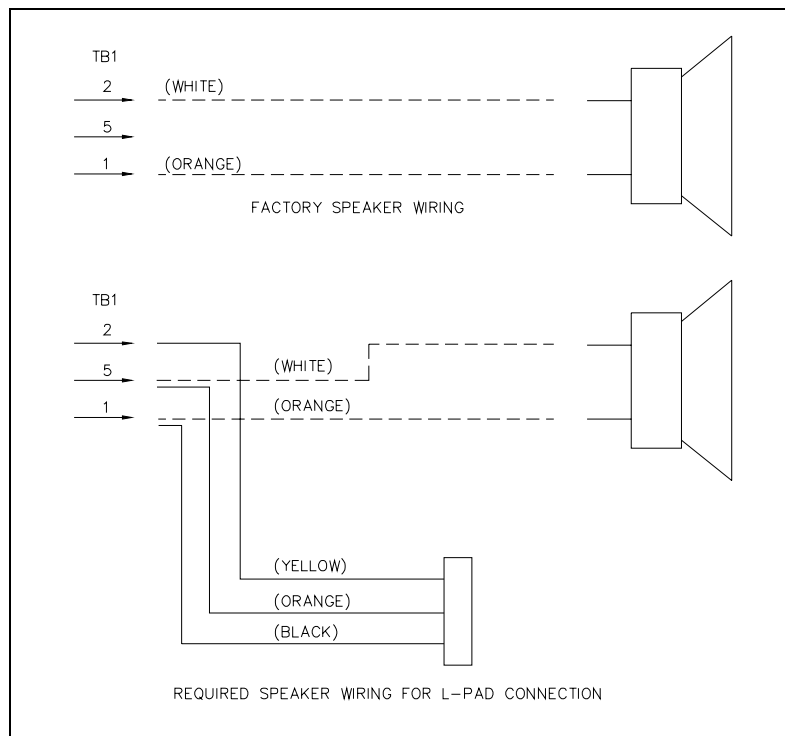 TB1
2 (WHITE)
5
1 (ORANGE)
FACTORY SPEAKER WIRING
TB1
2
5 (WHITE)
1 (ORANGE)
(YELLOW)
(ORANGE)
(BLACK)
REQUIRED SPEAKER WIRING FOR L-PAD CONNECTION